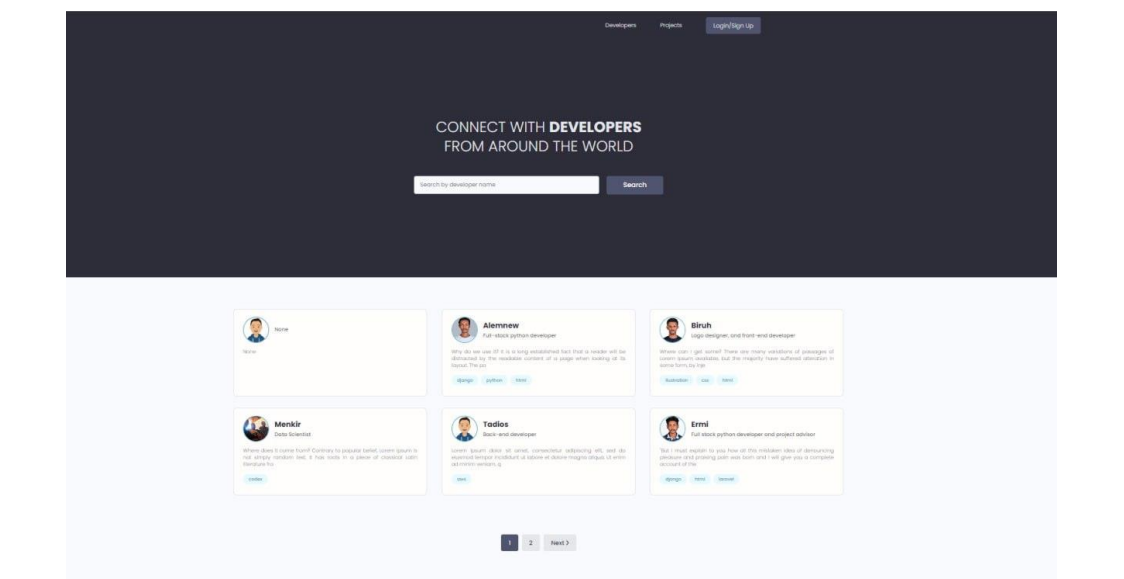 Developers
Projects
Login/Sign Up
CONNECT WITH DEVELOPERS
FROM AROUND THE WORLD
Search by developer name
Search
None
None
Alemnew
Full-stack python developer
Why do we use it? It is a long established fact that a reader will be
distracted by the readable content of a page when looking at its
layout. The poi
django
python
html
Biruh
Logo designer, and front-end developer
Where can I get some? There are many variations of passages of
Lorem Ipsum available, but the majority have suffered alteration in
some form, by inje
illustration
css
html
Menkir
Data Scientist
Where does it come from? Contrary to popular belief, Lorem Ipsum is
not simply random text. It has roots in a piece of classical Latin
literature fro
Tadios
Back-end developer
Lorem ipsum dolor sit amet, consectetur adipiscing elit, sed do
eiusmod tempor incididunt ut labore et dolore magna aliqua. Ut enim
ad minim veniam, q
Ermi
Full stack python developer and project advisor
"But I must explain to you how all this mistaken idea of denouncing
pleasure and praising pain was born and I will give you a complete
account of the
django
html
1
2
Next >